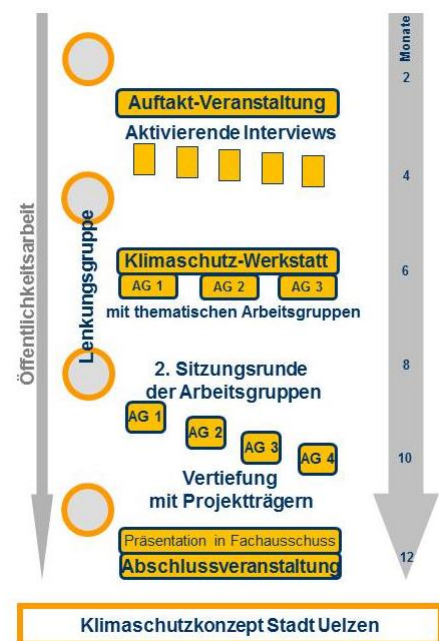 Monate
2
Auftakt-Veranstaltung
Aktivierende Interviews
4
Öffentlichkeitsarbeit
Lenkungsgruppe
Klimaschutz-Werkstatt
6
AG 1
AG 2
AG 3
mit thematischen Arbeitsgruppen
8
2. Sitzungsrunde
der Arbeitsgruppen
AG 1
AG 2
AG 3
AG 4
10
Vertiefung
mit Projektträgern
Präsentation in Fachausschuss
12
Abschlussveranstaltung
Klimaschutzkonzept Stadt Uelzen